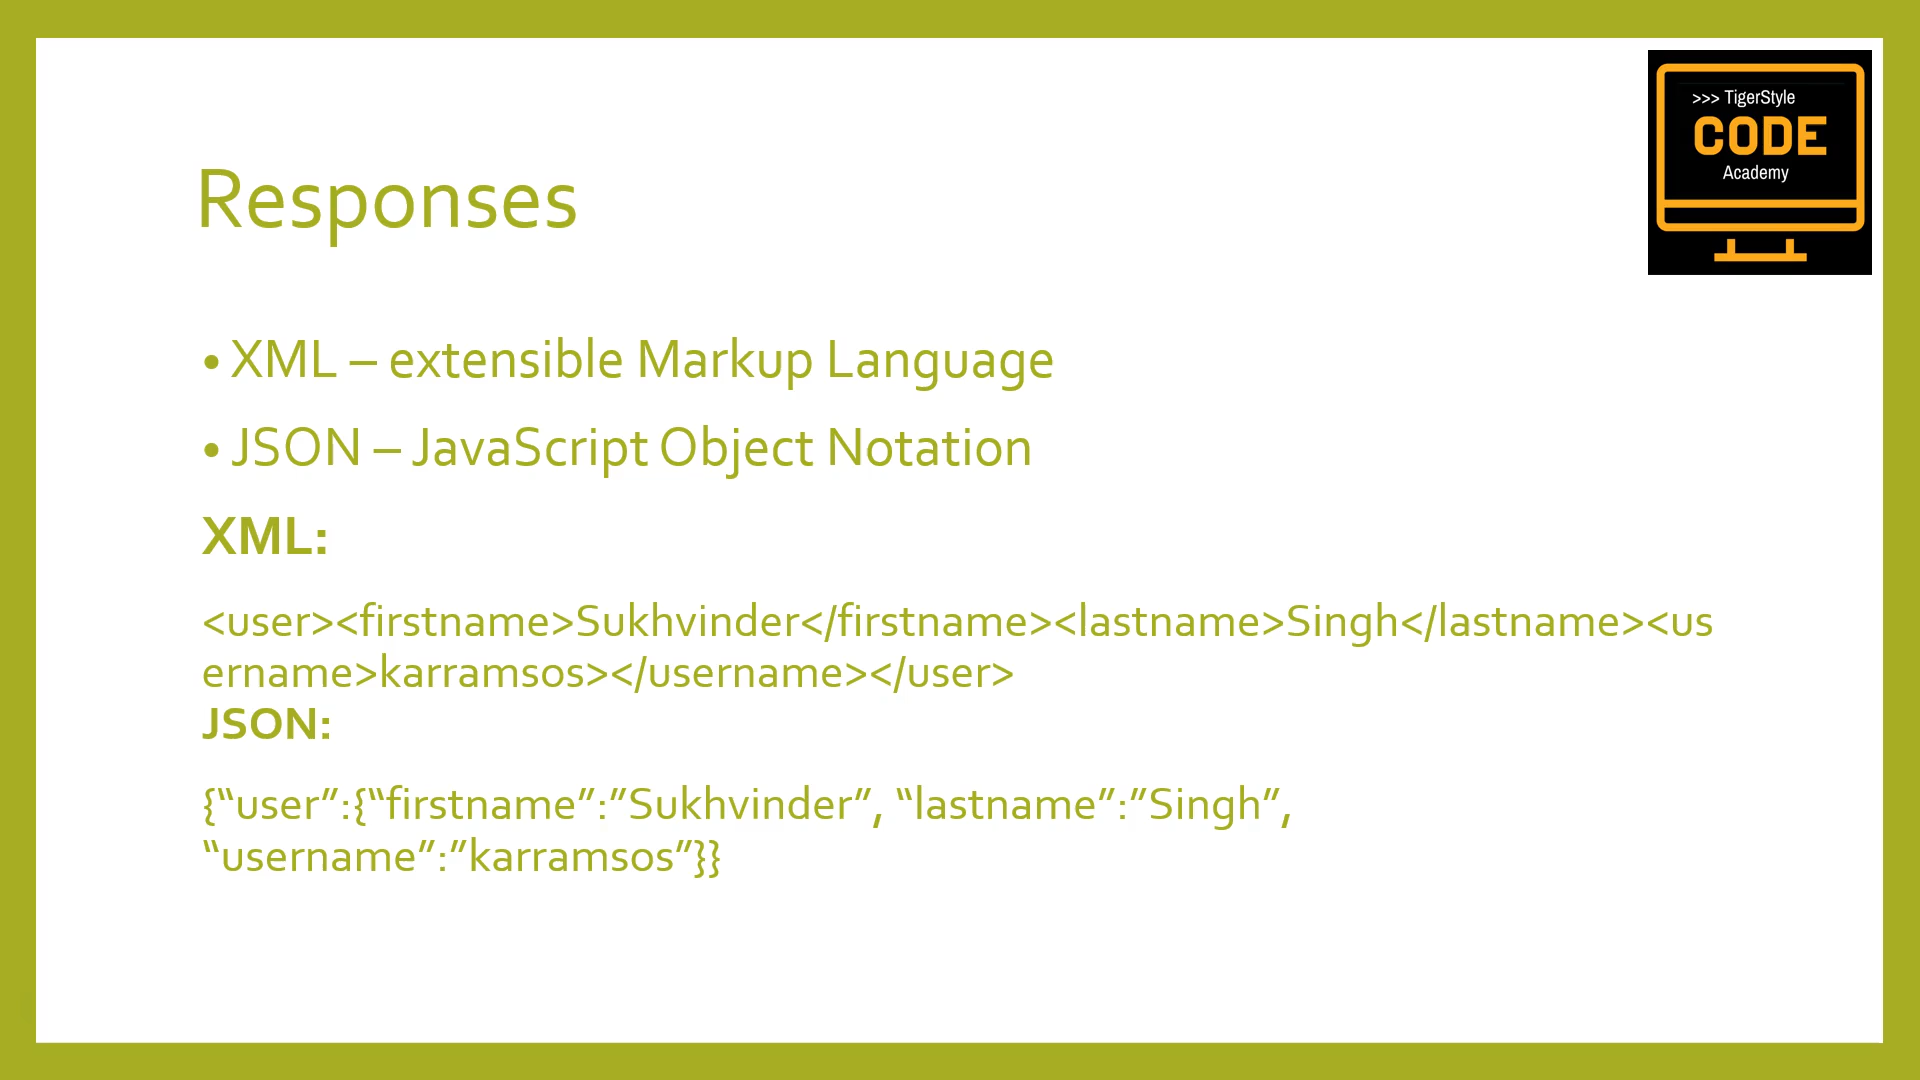 >>> TigerStyle
CODE
Academy
Responses
• XML – extensible Markup Language
• JSON – JavaScript Object Notation
XML:
<user><firstname>Sukhvinder</firstname><lastname>Singh</lastname><us
ername>karramsos></username></user>
JSON:
{“user”:{“firstname”:”Sukhvinder”, “lastname”:”Singh”,
“username”:”karramsos”}}